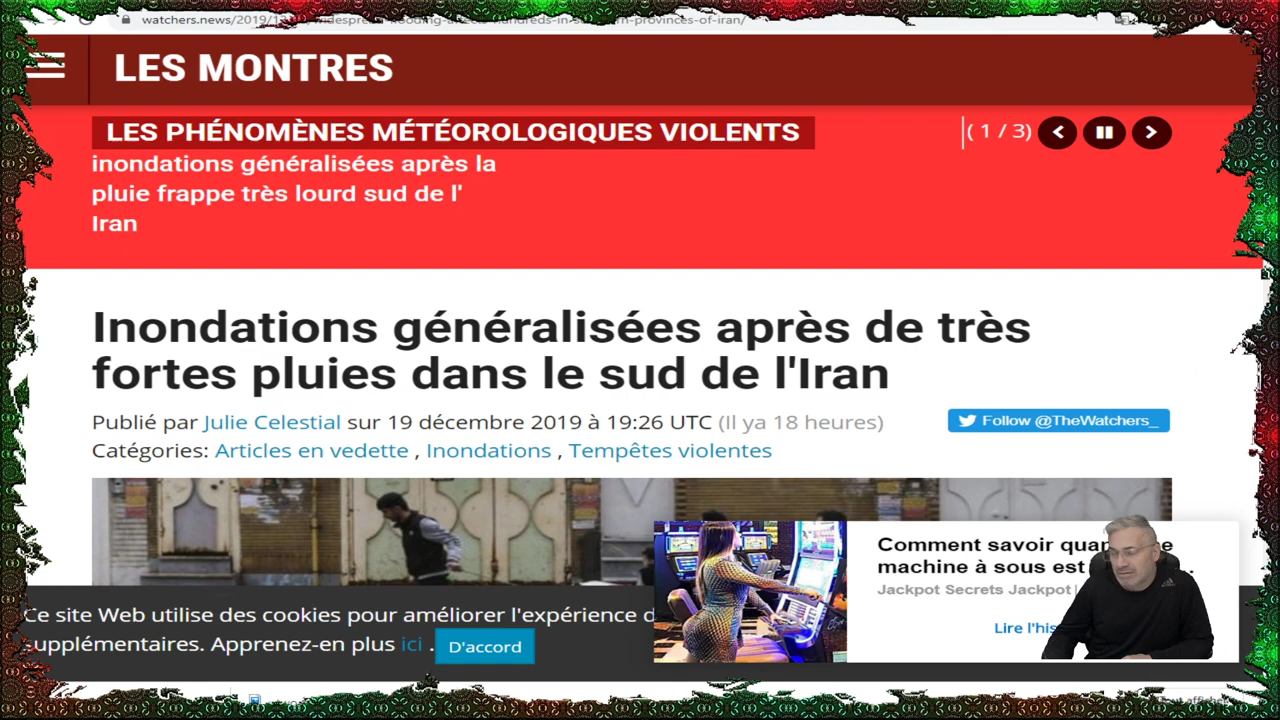 watchers.news/2019/
LES MONTRES
LES PHÉNOMÈNES MÉTÉOROLOGIQUES VIOLENTS
( 1 / 3)
inondations généralisées après la
pluie frappe très lourd sud de l'
Iran
Inondations généralisées après de très
fortes pluies dans le sud de l'Iran
Publié par Julie Celestial sur 19 décembre 2019 à 19:26 UTC (Il ya 18 heures)
Follow @TheWatchers_
Catégories: Articles en vedette , Inondations , Tempêtes violentes
Comment savoir
machine à sous est
Jackpot Secrets Jackpot
Lire l'his
Ce site Web utilise des cookies pour améliorer l'expérience
supplémentaires. Apprenez-en plus ici .
D'accord